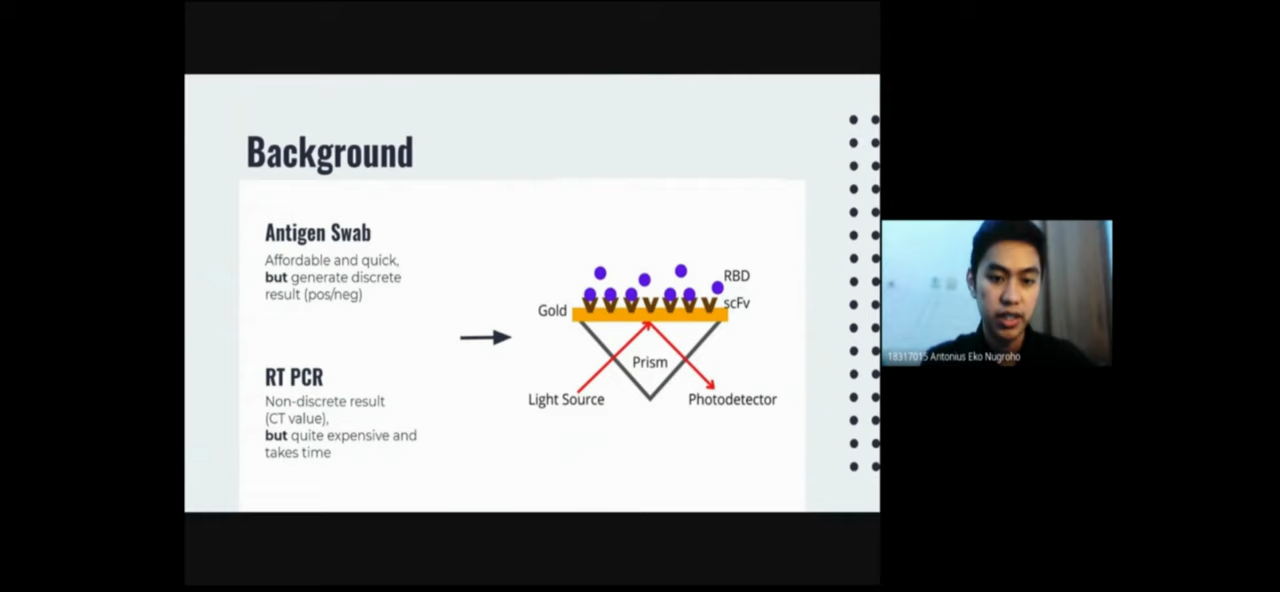 Background
Antigen Swab
Affordable and quick,
but generate discrete
result (pos/neg)
RT PCR
Non-discrete result
(CT value),
but quite expensive and
takes time
RBD
scFv
Gold
Prism
Light Source
Photodetector
18317015 Antonius Eko Nugroho